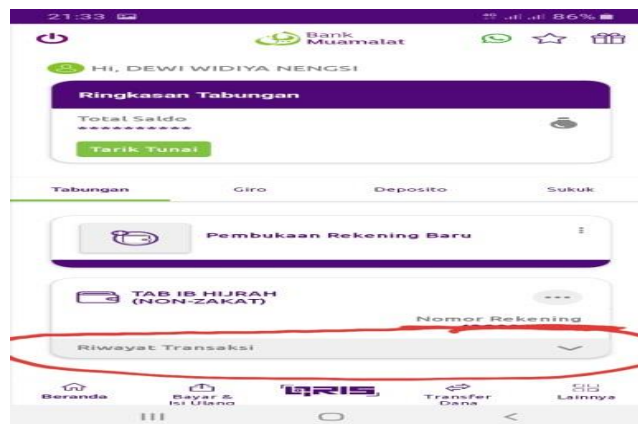 21:33
86%
Bank
Muamalat
Hi, DEWI WIDIYA NENGSI
Ringkasan Tabungan
Total Saldo
**********
Tarik Tunai
Tabungan Giro Deposito Sukuk
Pembukaan Rekening Baru
TAB IB HIJRAH
(NON-ZAKAT)
Nomor Rekening
Riwayat Transaksi
Beranda
Bayar &
Isi Ulang
QRIS
Transfer
Dana
Lainnya